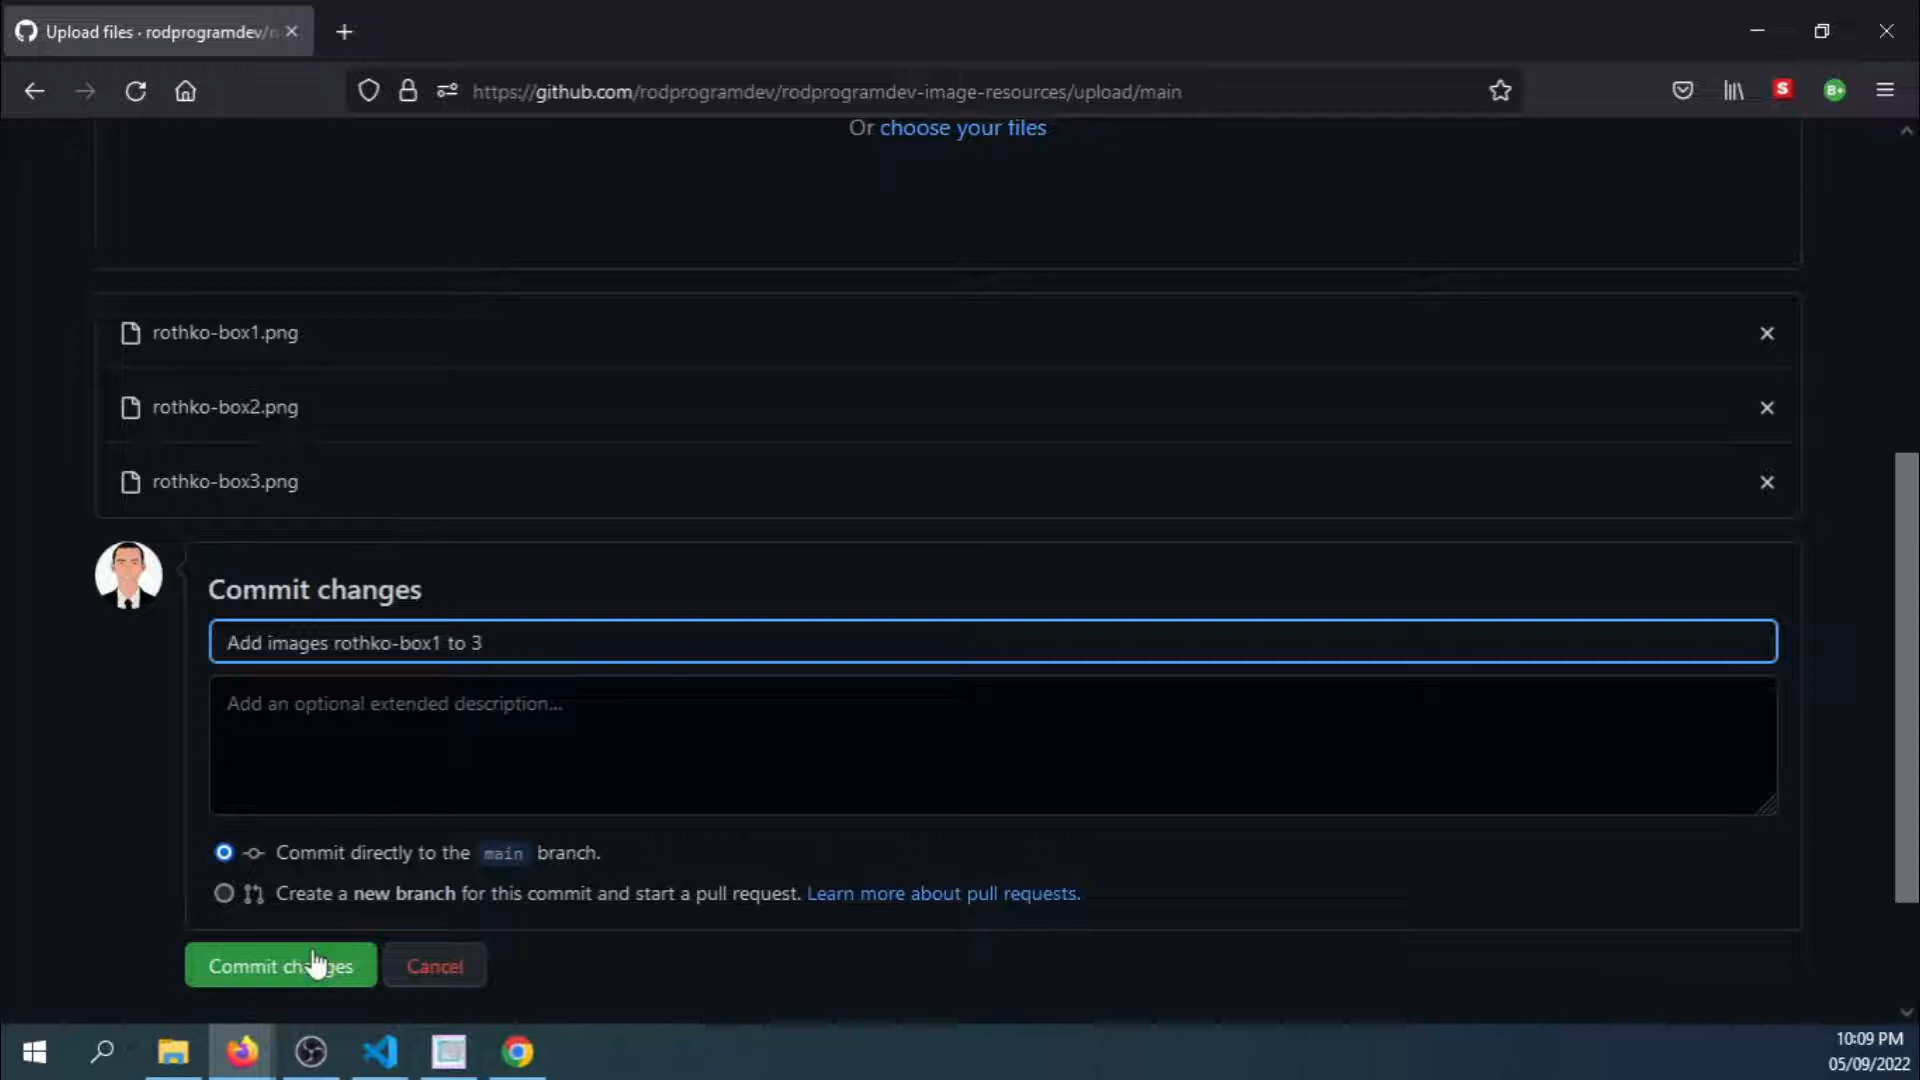 Upload files · rodprogramdev/r
https://github.com/rodprogramdev/rodprogramdev-image-resources/upload/main
S
B+
Or choose your files
rothko-box1.png
rothko-box2.png
rothko-box3.png
Commit changes
Add images rothko-box1 to 3
Add an optional extended description...
Commit directly to the main branch.
Create a new branch for this commit and start a pull request. Learn more about pull requests.
Commit changes Cancel
10:09 PM
05/09/2022